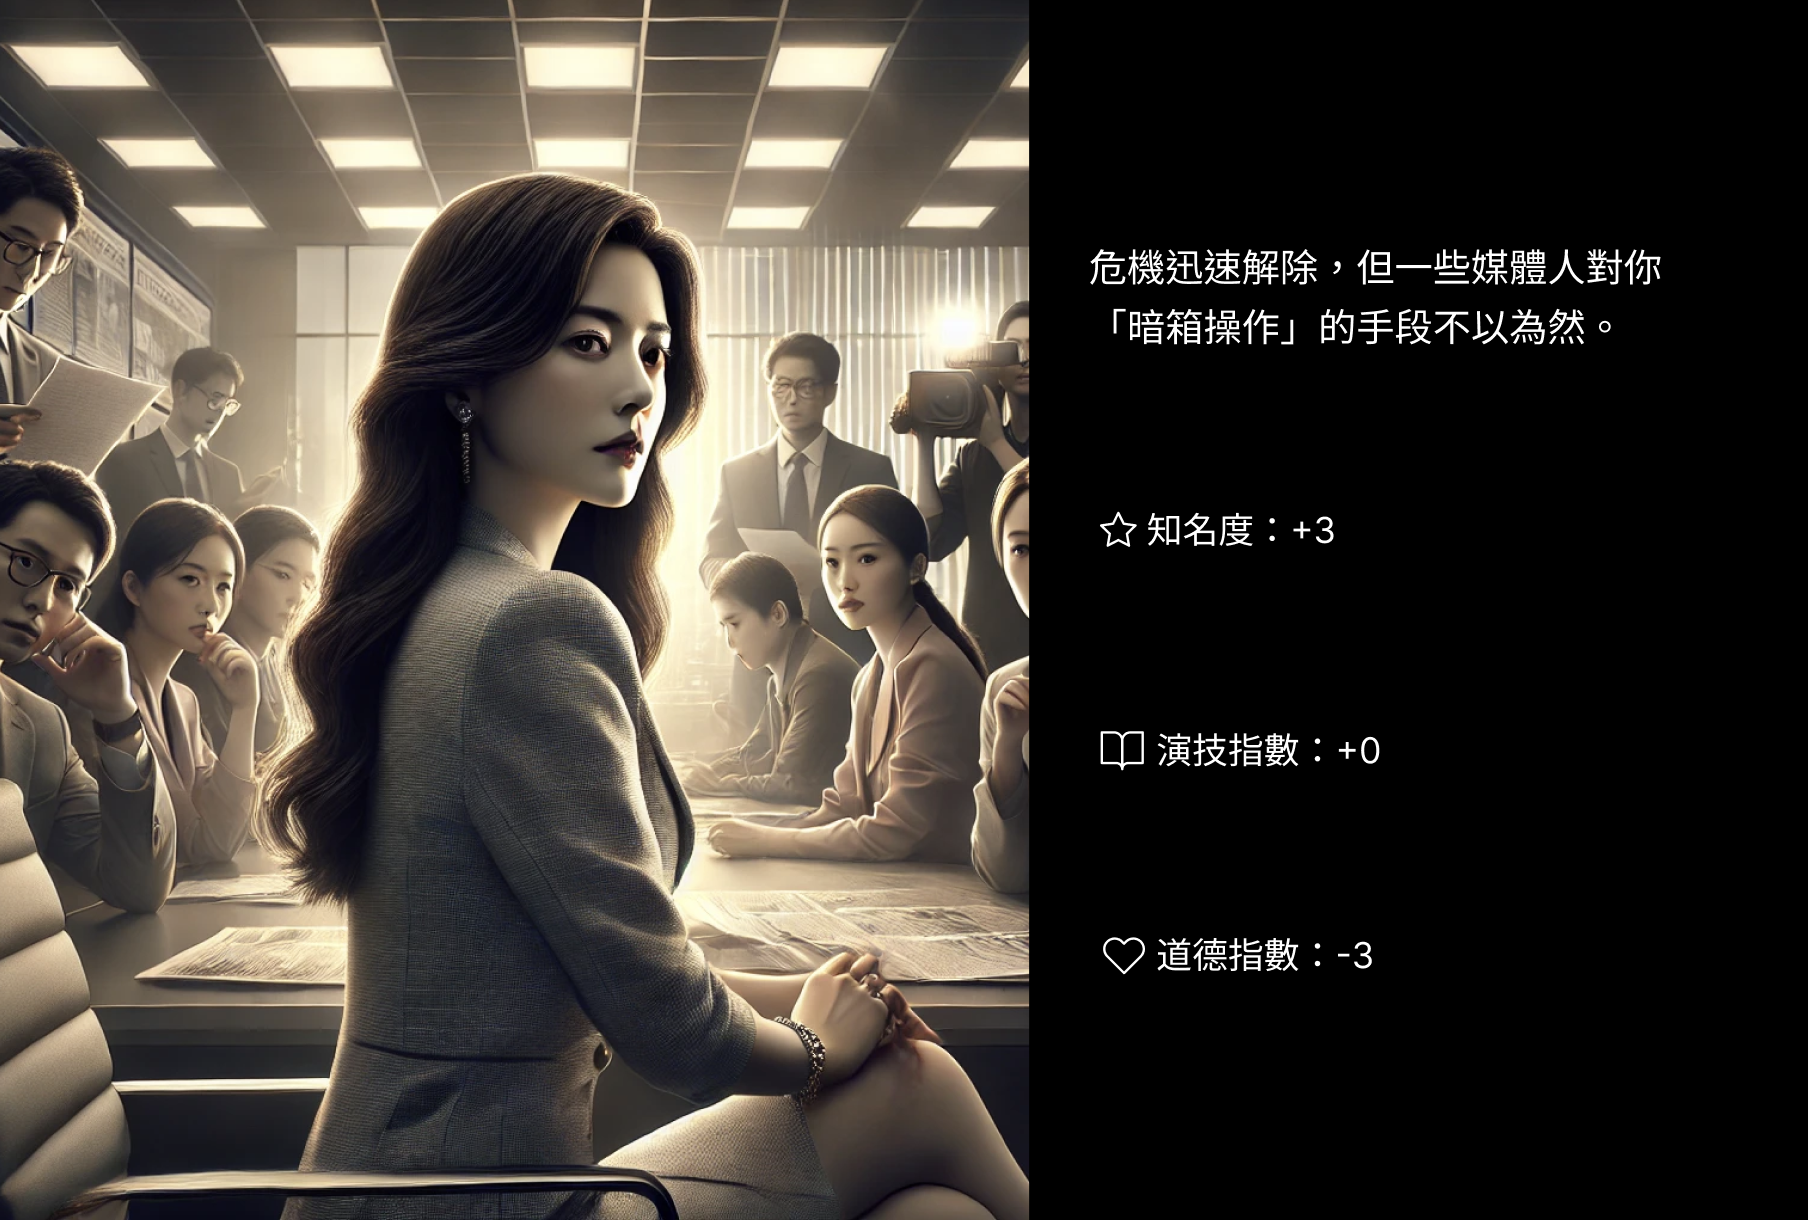 危機迅速解除，但一些媒體人對你
「暗箱操作」的手段不以為然。
知名度：+3
演技指數：+0
道德指數：-3